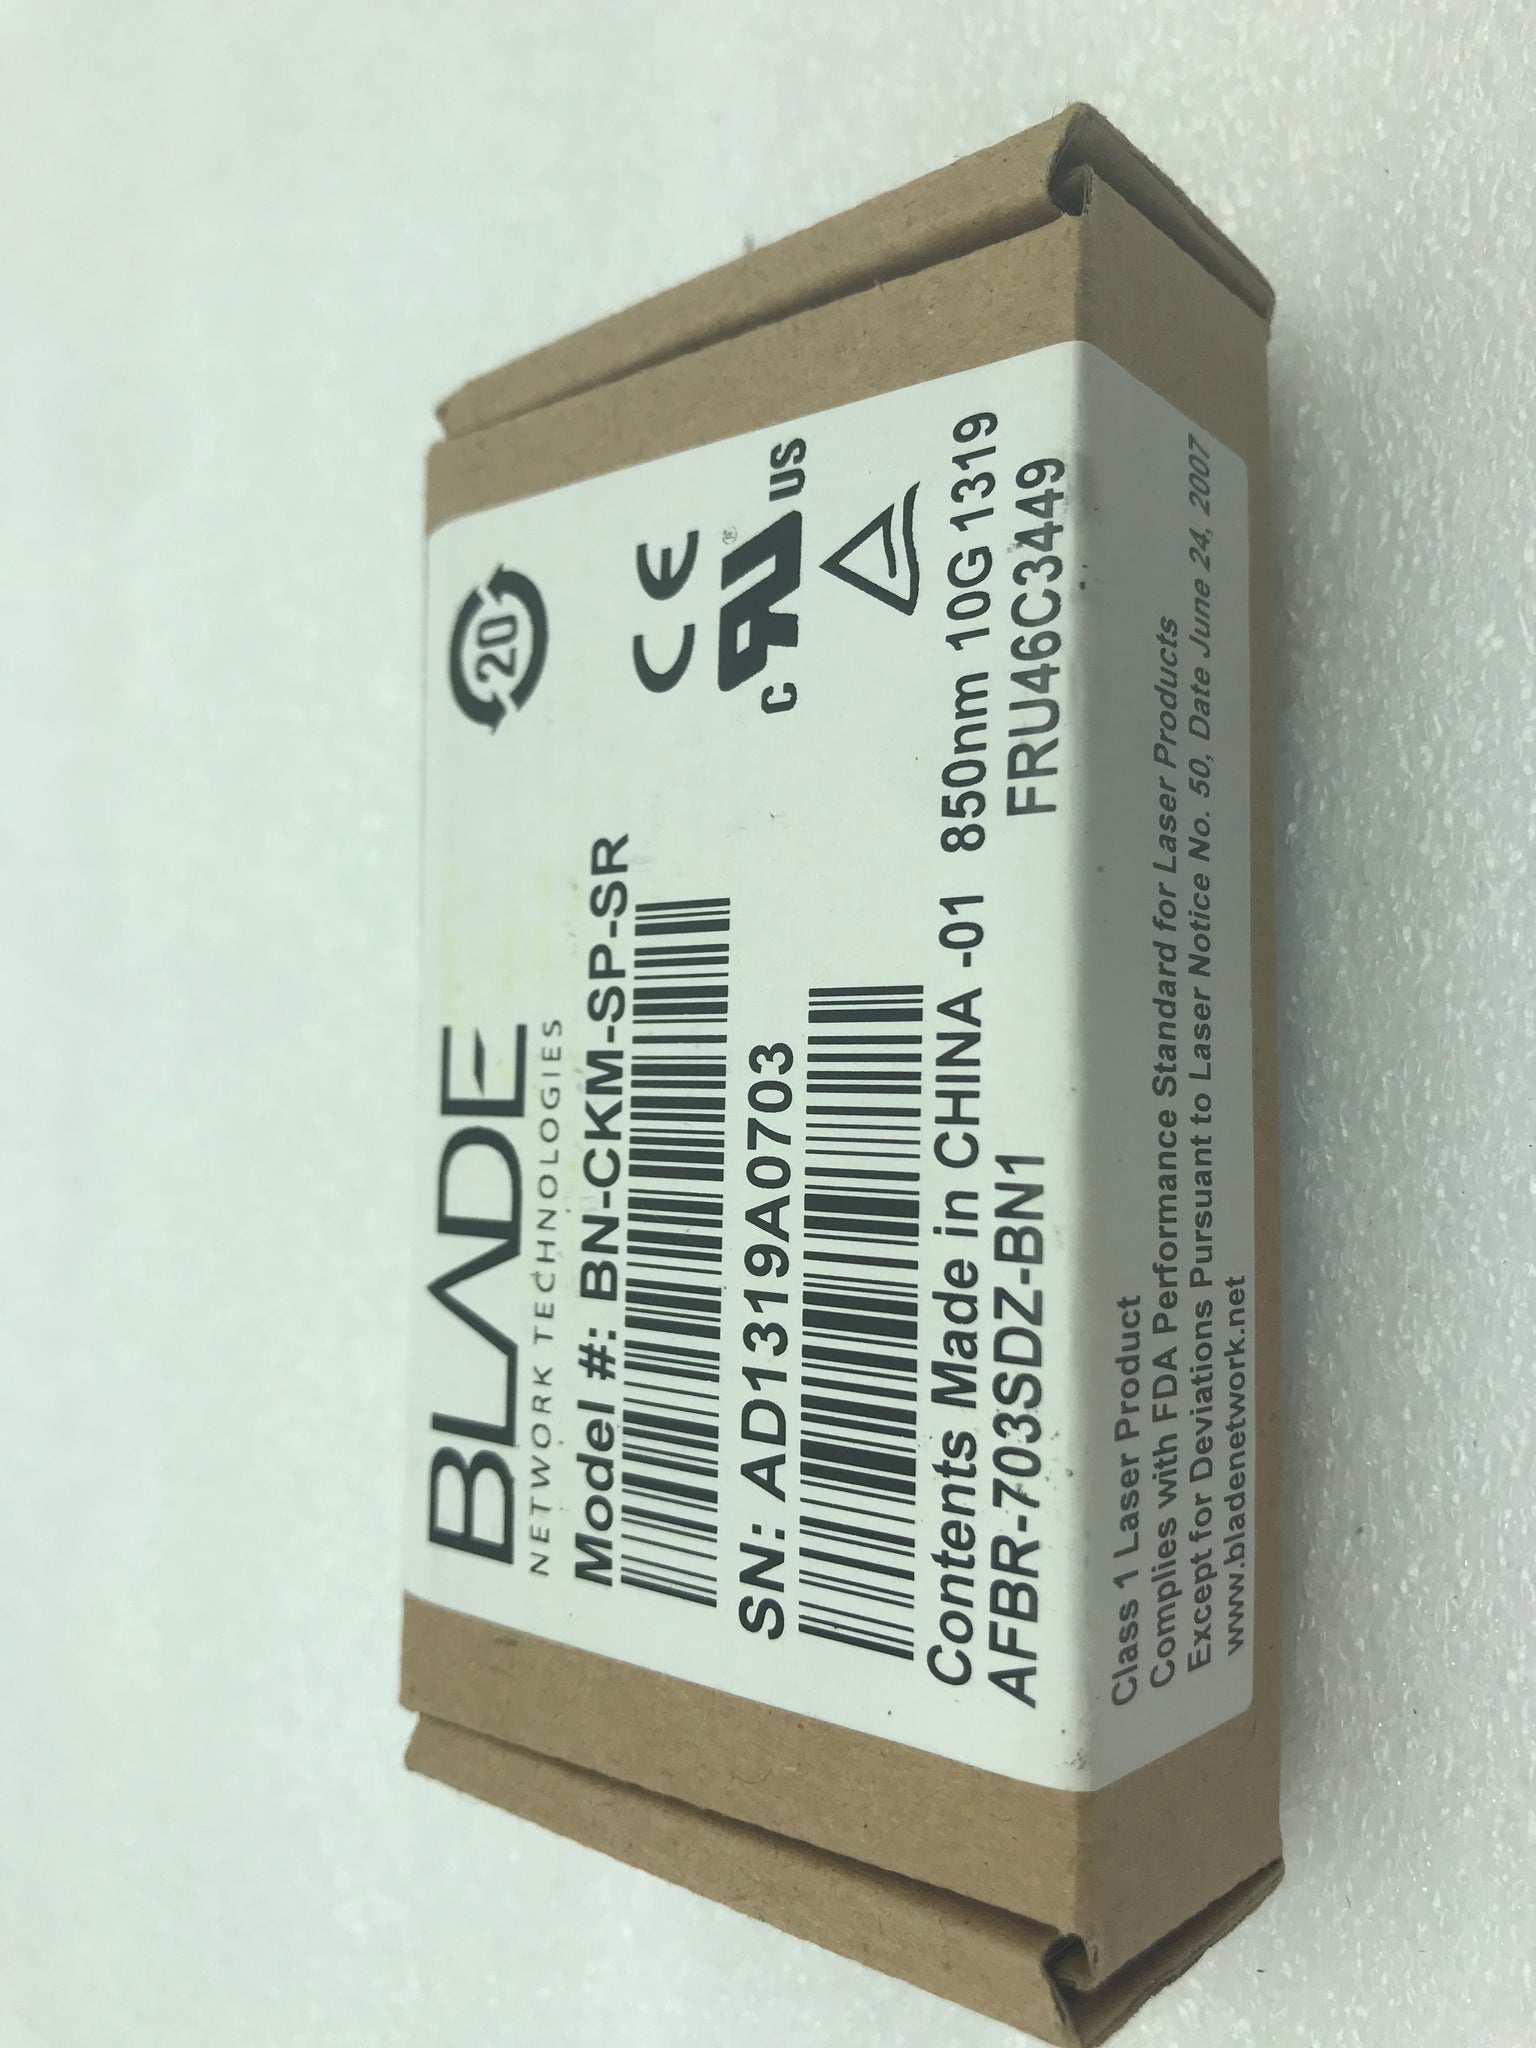 BLADE
NETWORK TECHNOLOGIES
20
Model #: BN-CKM-SP-SR
CE
SN: AD1319A0703
c UL ® US
Contents Made in CHINA -01 850nm 10G 1319
AFBR-703SDZ-BN1 FRU46C3449
Class 1 Laser Product
Complies with FDA Performance Standard for Laser Products
Except for Deviations Pursuant to Laser Notice No. 50, Date June 24, 2007
www.bladenetwork.net